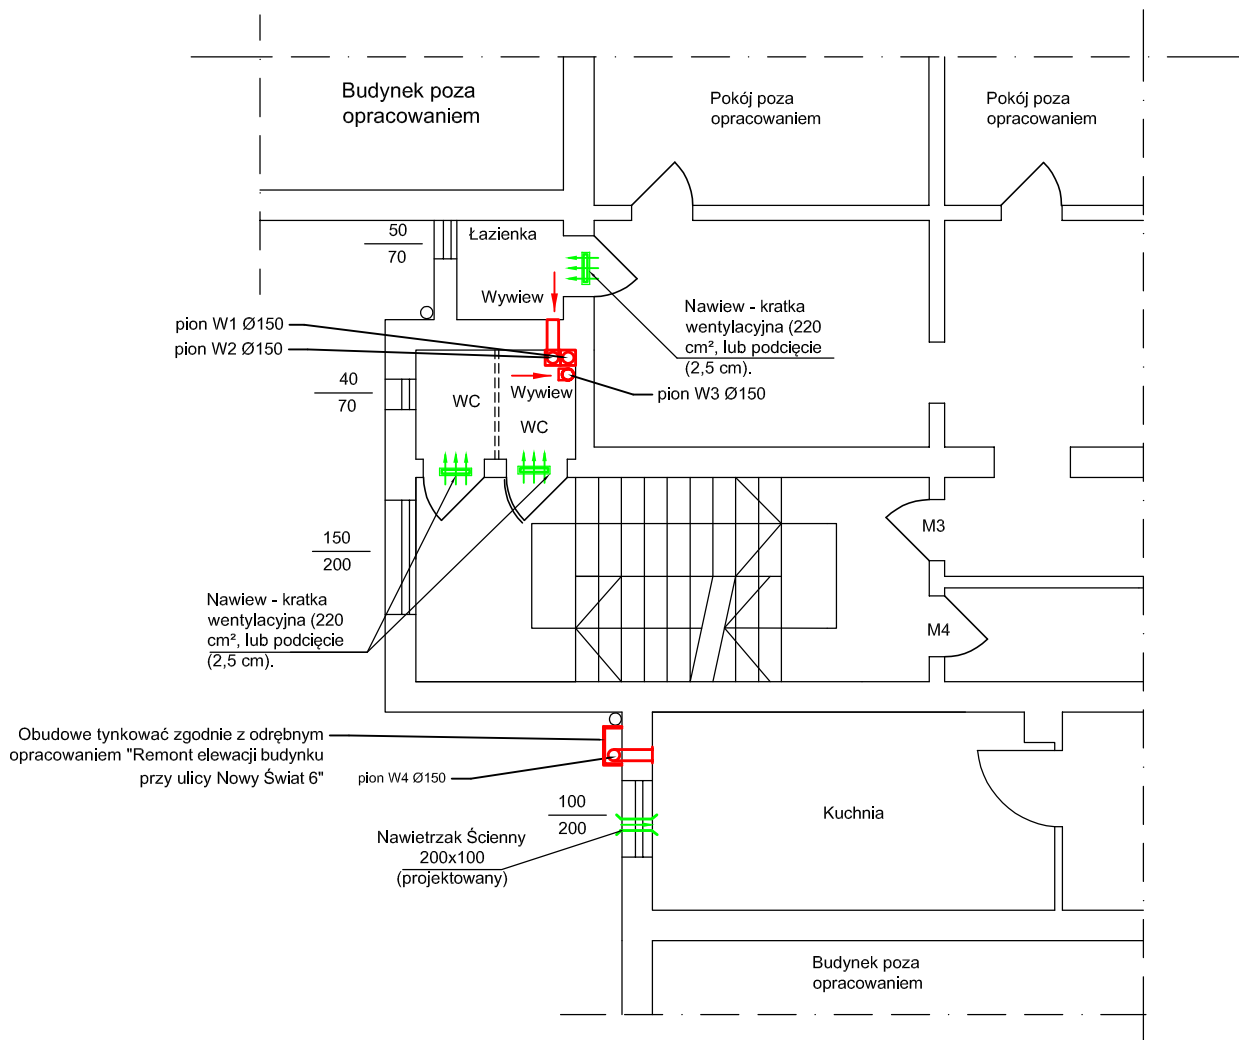 Budynek poza
opracowaniem
Pokój poza
opracowaniem
Pokój poza
opracowaniem
50
70
Łazienka
Wywiew
Nawiew - kratka
wentylacyjna (220
cm², lub podcięcie
(2,5 cm).
pion W1 Ø150
pion W2 Ø150
40
70
WC
Wywiew
WC
pion W3 Ø150
150
200
M3
Nawiew - kratka
wentylacyjna (220
cm², lub podcięcie
(2,5 cm).
M4
Obudowe tynkować zgodnie z odrębnym
opracowaniem "Remont elewacji budynku
przy ulicy Nowy Świat 6"
pion W4 Ø150
100
200
Kuchnia
Nawietrzak Ścienny
200x100
(projektowany)
Budynek poza
opracowaniem